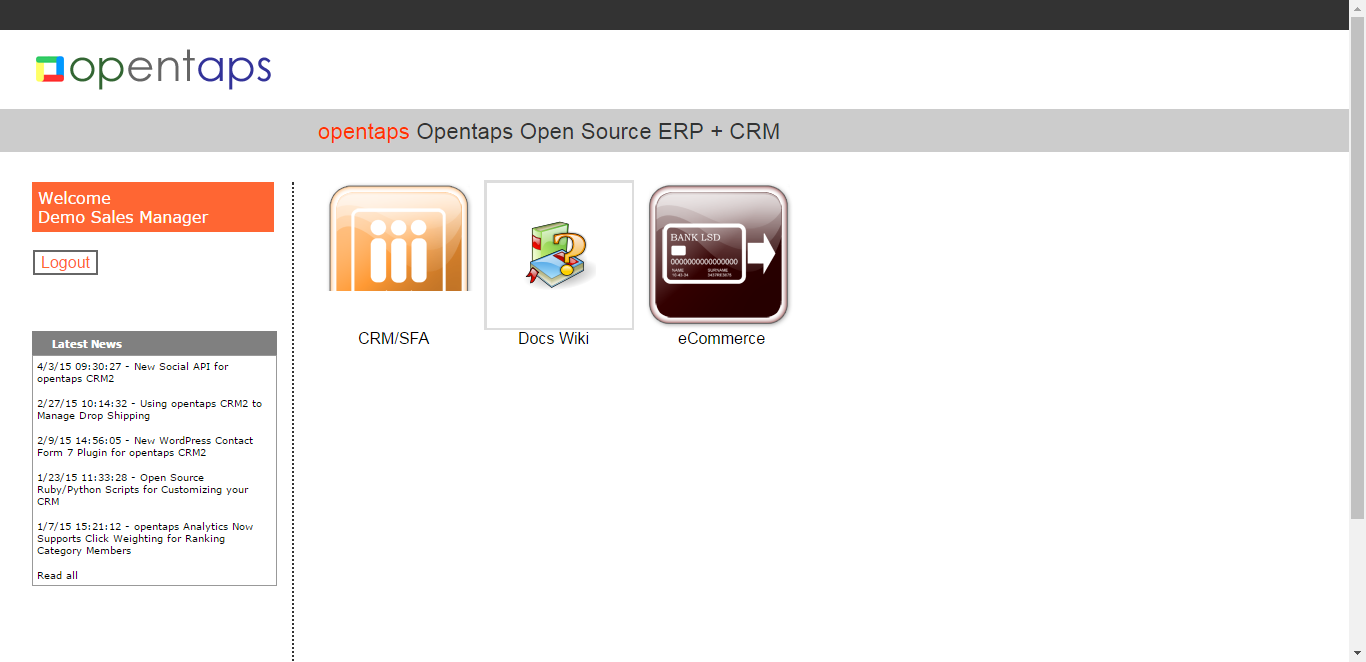 opentaps
opentaps Opentaps Open Source ERP + CRM
Welcome
Demo Sales Manager
Logout
Latest News
4/3/15 09:30:27 - New Social API for
opentaps CRM2
2/27/15 10:14:32 - Using opentaps CRM2 to
Manage Drop Shipping
2/9/15 14:56:05 - New WordPress Contact
Form 7 Plugin for opentaps CRM2
1/23/15 11:33:28 - Open Source
Ruby/Python Scripts for Customizing your
CRM
1/7/15 15:21:12 - opentaps Analytics Now
Supports Click Weighting for Ranking
Category Members
Read all
CRM/SFA
Docs Wiki
BANK LSD
0000000000000000
NAME SURNAME
eCommerce